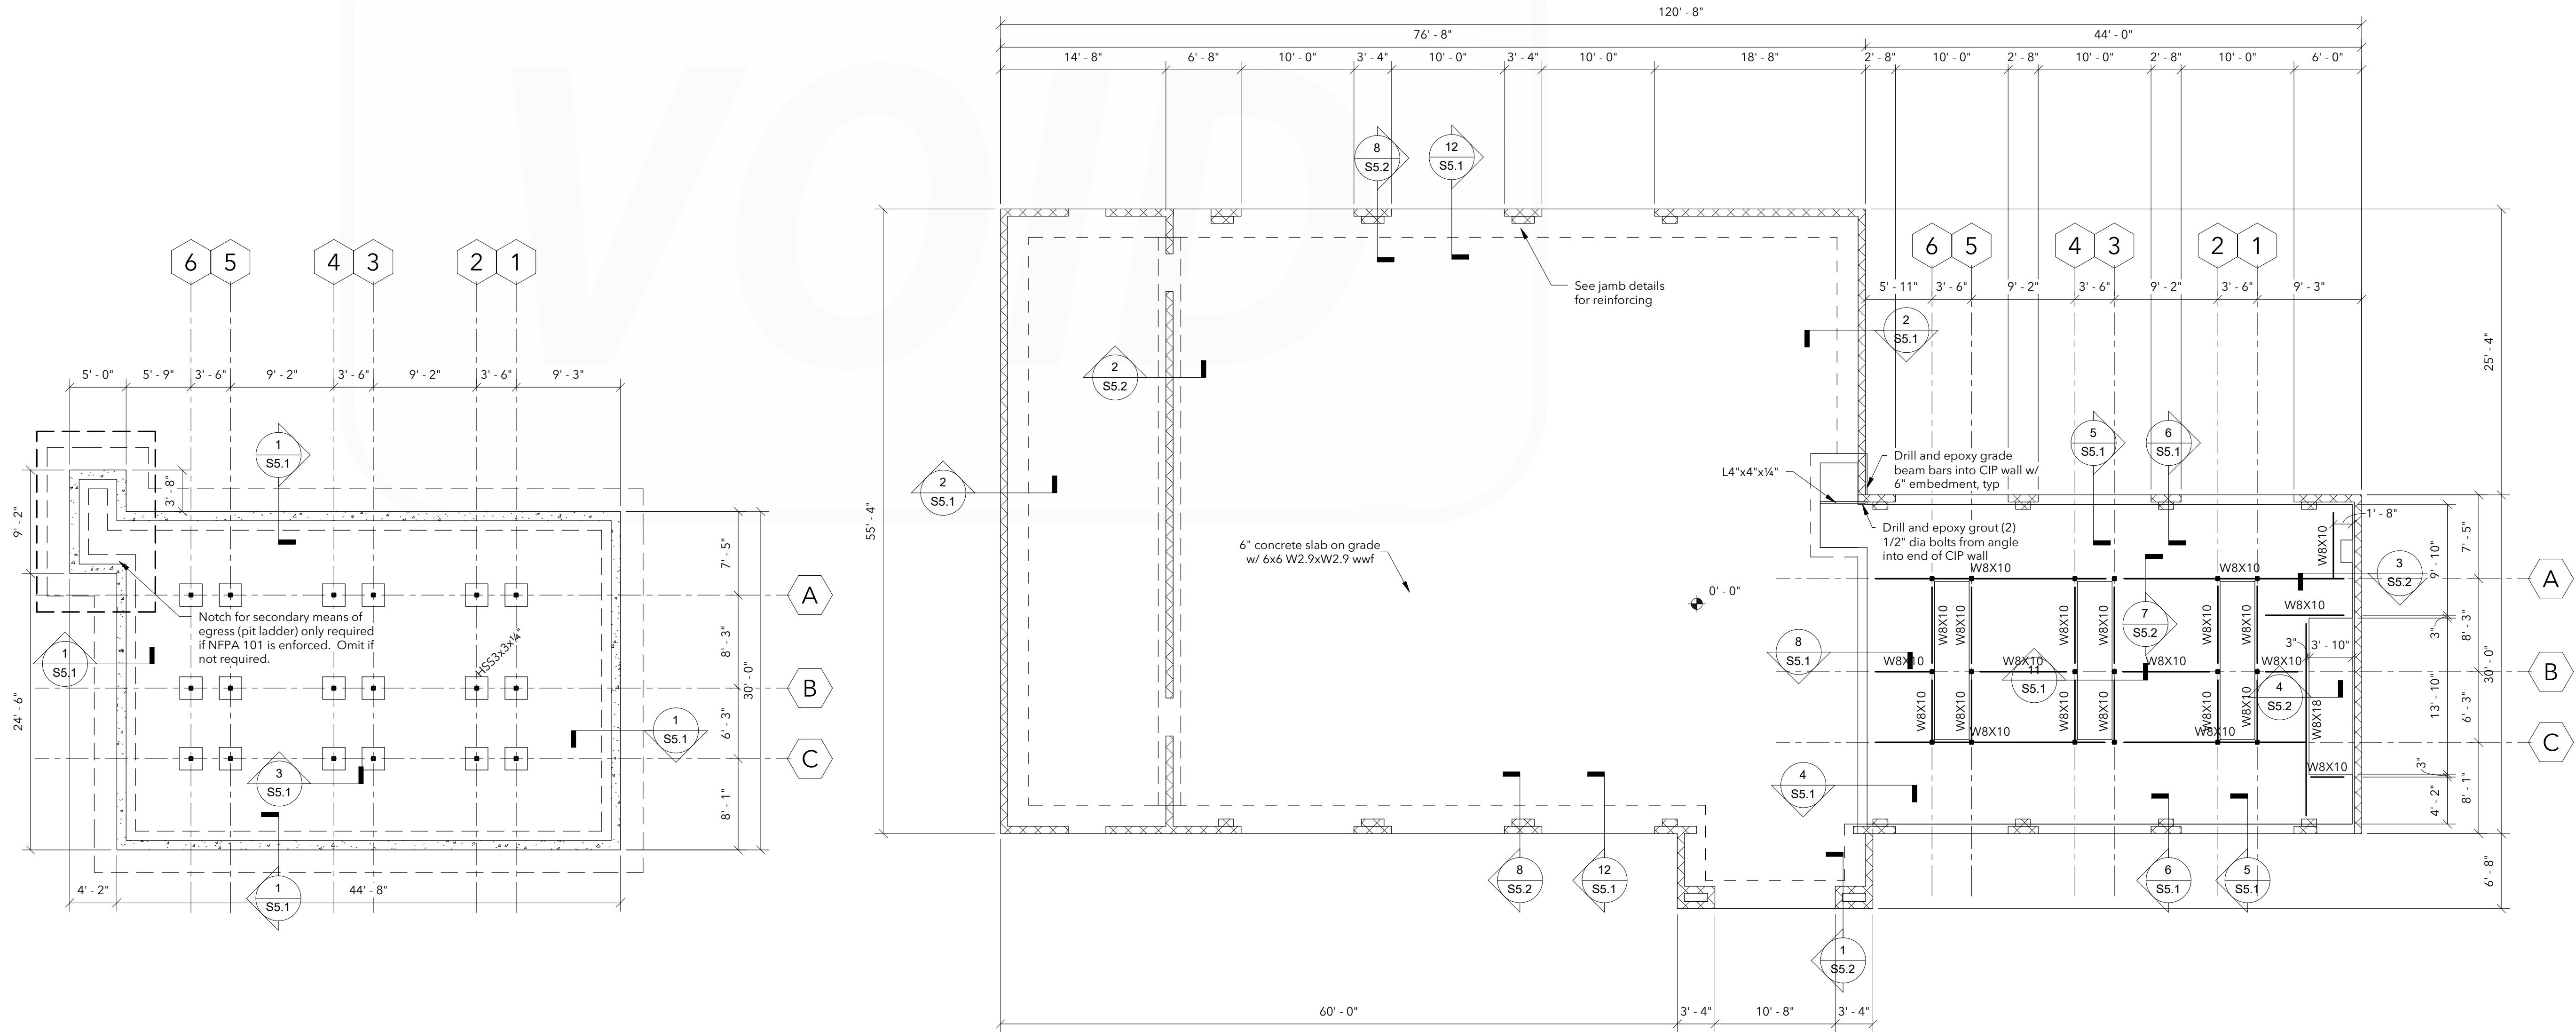 VOID
120' - 8"
76' - 8"
44' - 0"
14' - 8"
6' - 8"
10' - 0"
3' - 4"
10' - 0"
3' - 4"
10' - 0"
18' - 8"
2' - 8"
10' - 0"
2' - 8"
10' - 0"
2' - 8"
10' - 0"
6' - 0"
6
5
4
3
2
1
5' - 0"
5' - 9"
3' - 6"
9' - 2"
3' - 6"
9' - 2"
3' - 6"
9' - 3"
1
S5.1
3' - 8"
9' - 2"
24' - 6"
Notch for secondary means of
egress (pit ladder) only required
if NFPA 101 is enforced.  Omit if
not required.
HSS3x3x¼"
1
S5.1
1
S5.1
3
S5.1
1
S5.1
4' - 2"
44' - 8"
7' - 5"
8' - 3"
6' - 3"
8' - 1"
30' - 0"
A
B
C
8
S5.2
12
S5.1
See jamb details
for reinforcing
55' - 4"
2
S5.2
2
S5.1
2
S5.1
6" concrete slab on grade
w/ 6x6 W2.9xW2.9 wwf
0' - 0"
L4"x4"x¼"
Drill and epoxy grade
beam bars into CIP wall w/
6" embedment, typ
Drill and epoxy grout (2)
1/2" dia bolts from angle
into end of CIP wall
6
5
4
3
2
1
5' - 11"
3' - 6"
9' - 2"
3' - 6"
9' - 2"
3' - 6"
9' - 3"
25' - 4"
5
S5.1
6
S5.1
1' - 8"
W8X10
W8X10
W8X10
W8X10
3
S5.2
W8X10
W8X10
W8X10
W8X10
W8X10
W8X10
7
S5.2
8
S5.1
W8X10
W8X10
W8X10
W8X10
11
S5.1
3"
3' - 10"
4
S5.2
W8X10
W8X10
W8X10
W8X10
W8X10
W8X10
W8X18
W8X10
W8X10
W8X10
4
S5.1
9' - 10"
3"
13' - 10"
3"
4' - 2"
7' - 5"
8' - 3"
6' - 3"
8' - 1"
30' - 0"
6' - 8"
A
B
C
8
S5.2
12
S5.1
6
S5.1
5
S5.1
1
S5.2
60' - 0"
3' - 4"
10' - 8"
3' - 4"